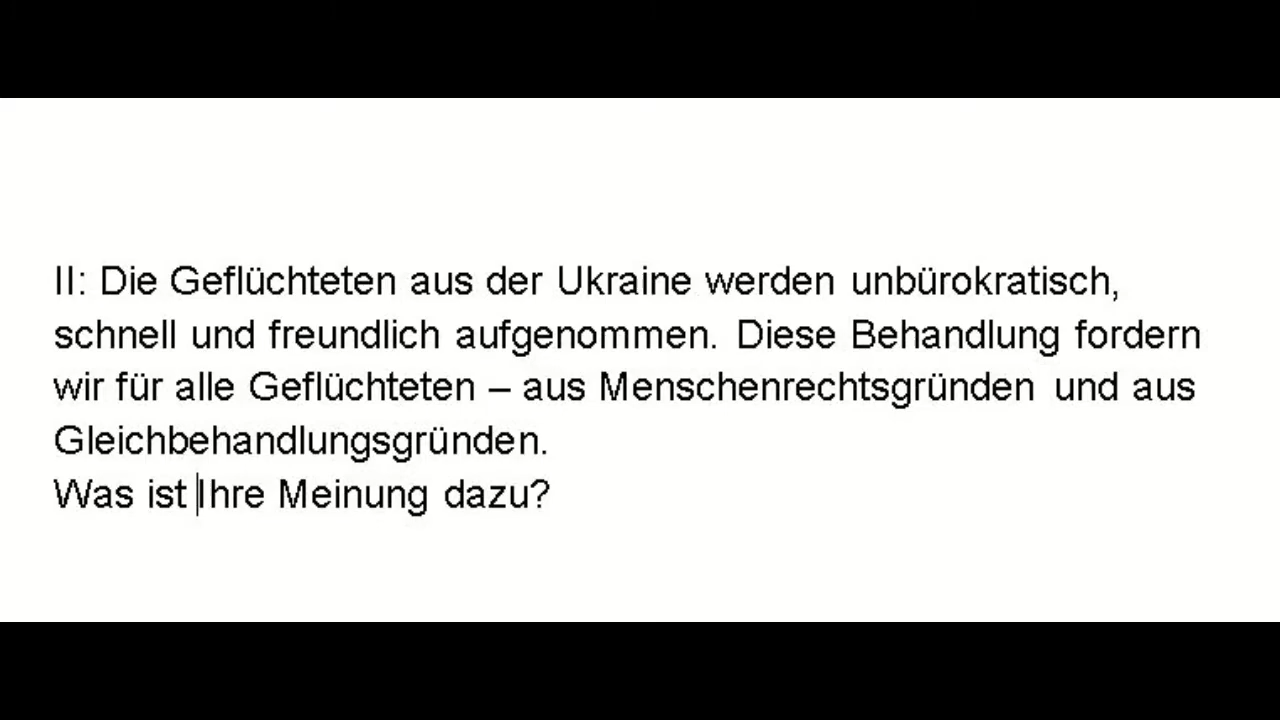 II: Die Geflüchteten aus der Ukraine werden unbürokratisch,
schnell und freundlich aufgenommen. Diese Behandlung fordern
wir für alle Geflüchteten – aus Menschenrechtsgründen und aus
Gleichbehandlungsgründen.
Was ist Ihre Meinung dazu?